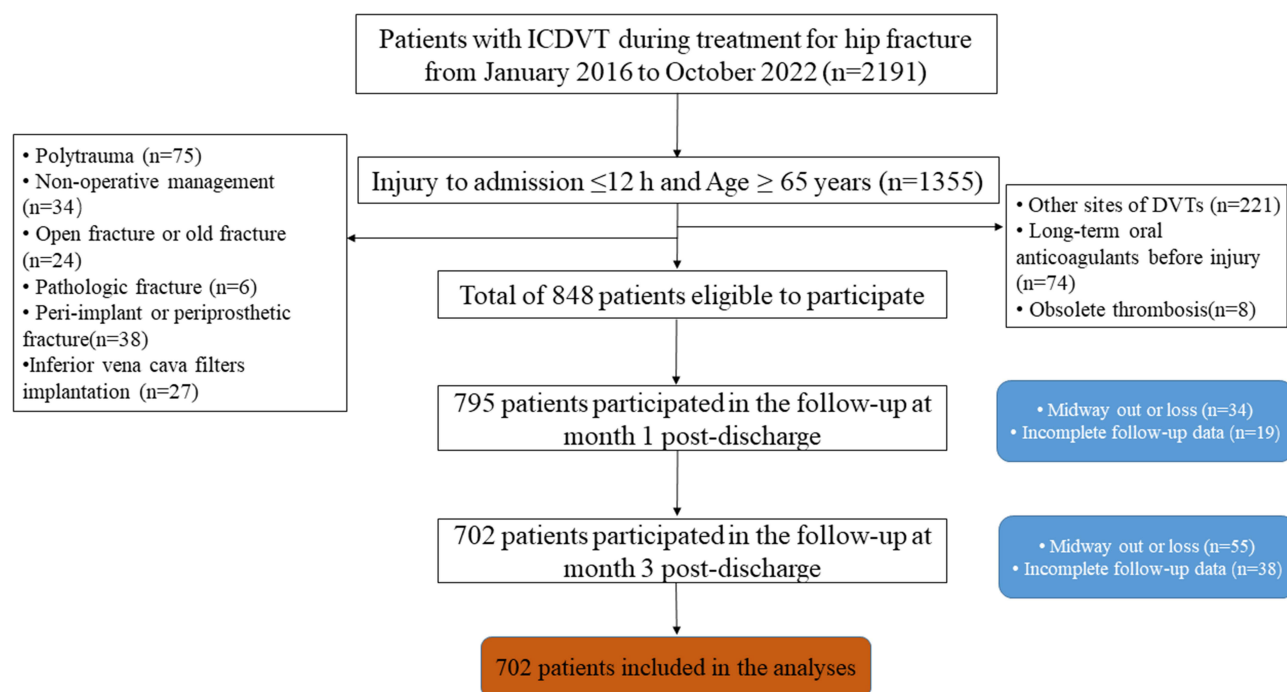 Patients with ICDVT during treatment for hip fracture
from January 2016 to October 2022 (n=2191)
Injury to admission ≤12 h and Age ≥ 65 years (n=1355)
• Polytrauma (n=75)
• Non-operative management
(n=34)
• Open fracture or old fracture
(n=24)
• Pathologic fracture (n=6)
• Peri-implant or periprosthetic
fracture(n=38)
•Inferior vena cava filters
implantation (n=27)
• Other sites of DVTs (n=221)
• Long-term oral
anticoagulants before injury
(n=74)
• Obsolete thrombosis(n=8)
Total of 848 patients eligible to participate
795 patients participated in the follow-up at
month 1 post-discharge
• Midway out or loss (n=34)
• Incomplete follow-up data (n=19)
702 patients participated in the follow-up at
month 3 post-discharge
• Midway out or loss (n=55)
• Incomplete follow-up data (n=38)
702 patients included in the analyses